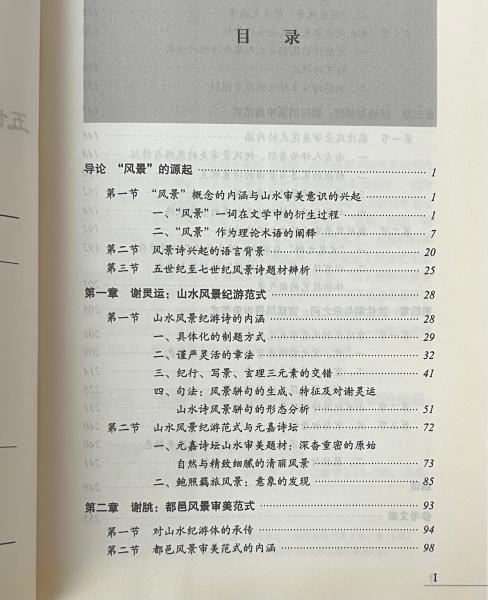 目 录
导论 “风景”的源起 1
第一节 “风景”概念的内涵与山水审美意识的兴起 1
一、“风景”一词在文学中的衍生过程 1
二、“风景”作为理论术语的阐释 7
第二节 风景诗兴起的语言背景 20
第三节 五世纪至七世纪风景诗题材辨析 25
第一章 谢灵运：山水风景纪游范式 28
第一节 山水风景纪游诗的内涵 28
一、具体化的制题方式 29
二、谨严灵活的章法 32
三、纪行、写景、玄理三元素的交错 41
四、句法：风景骈句的生成、特征及对谢灵运
山水诗风景骈句的形态分析 51
第二节 山水风景纪游范式与元嘉诗坛 72
一、元嘉诗坛山水审美题材：深杳重密的原始
自然与精致细腻的清丽风景 73
二、鲍照羁旅风景：意象的发现 85
第二章 谢朓：都邑风景审美范式 93
第一节 对山水纪游体的承传 94
第二节 都邑风景审美范式的内涵 98
I